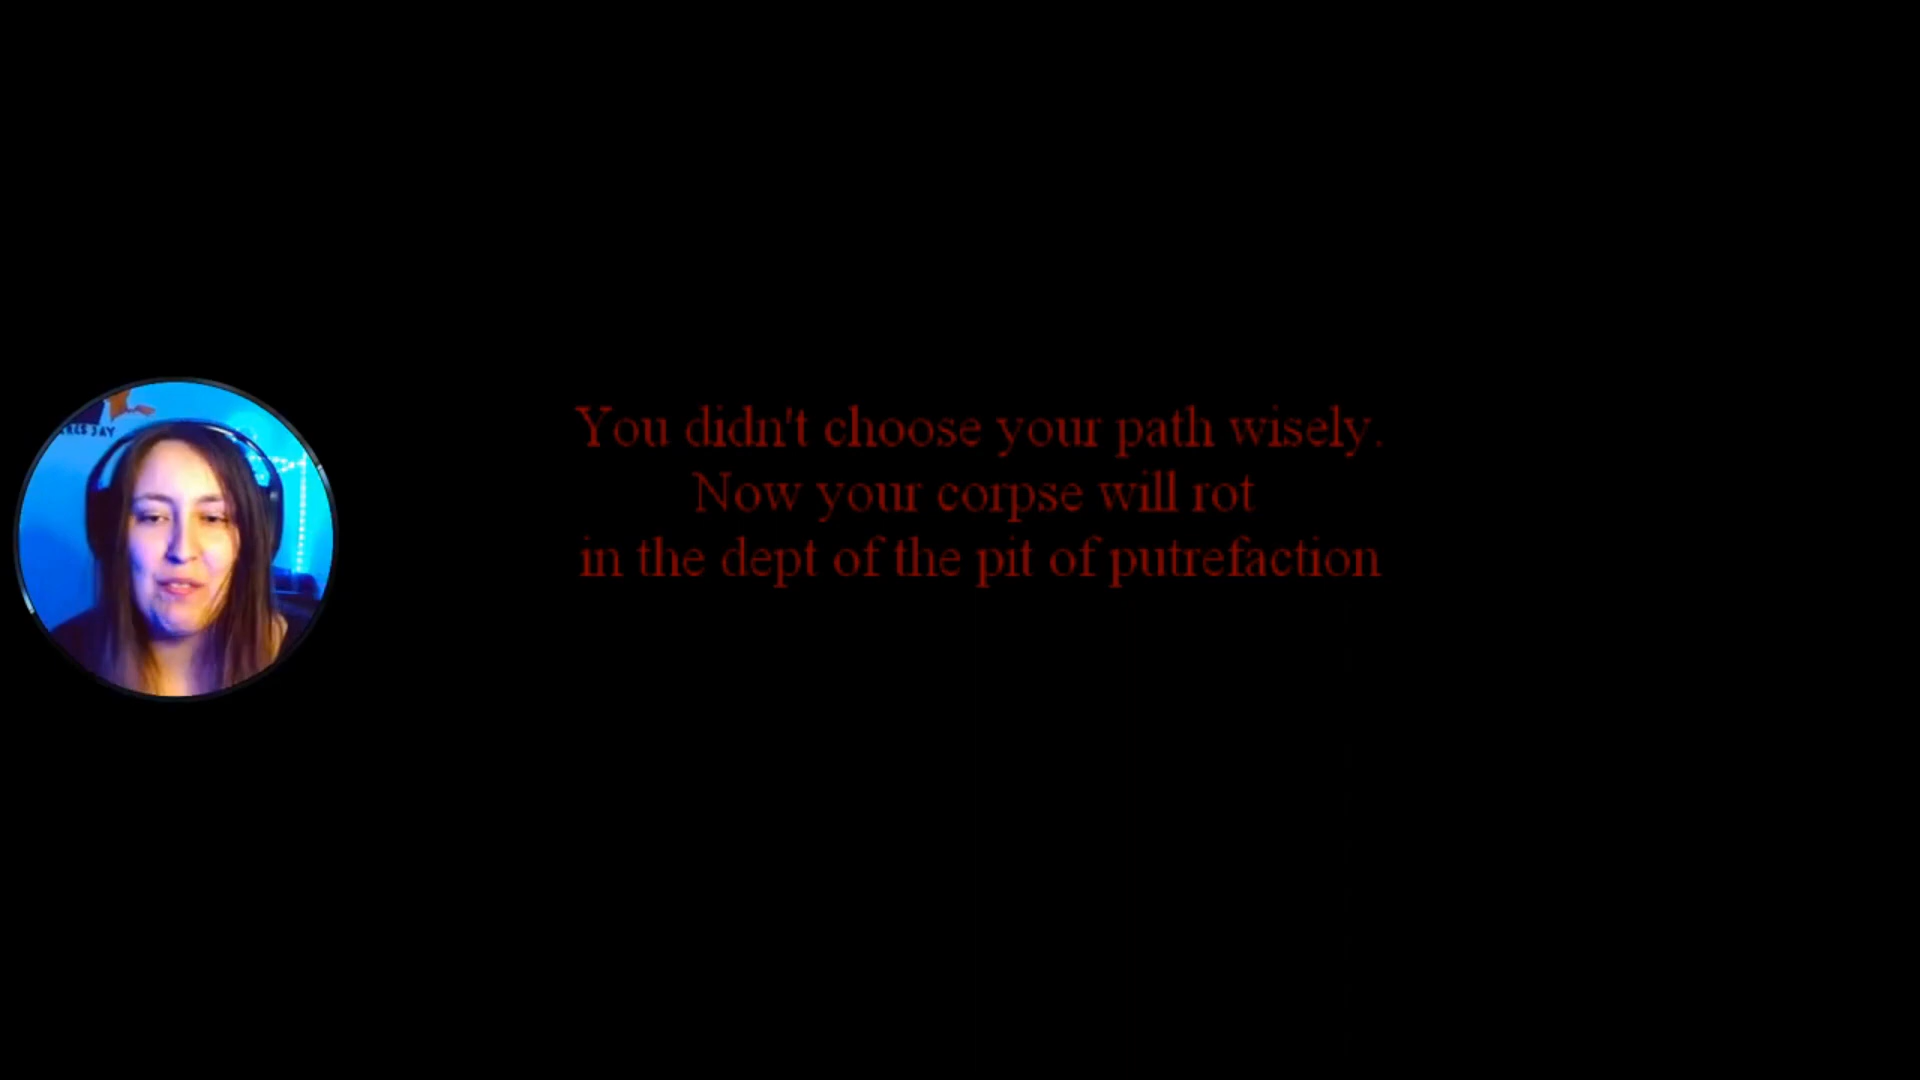 You didn't choose your path wisely.
Now your corpse will rot
in the dept of the pit of putrefaction
JAY